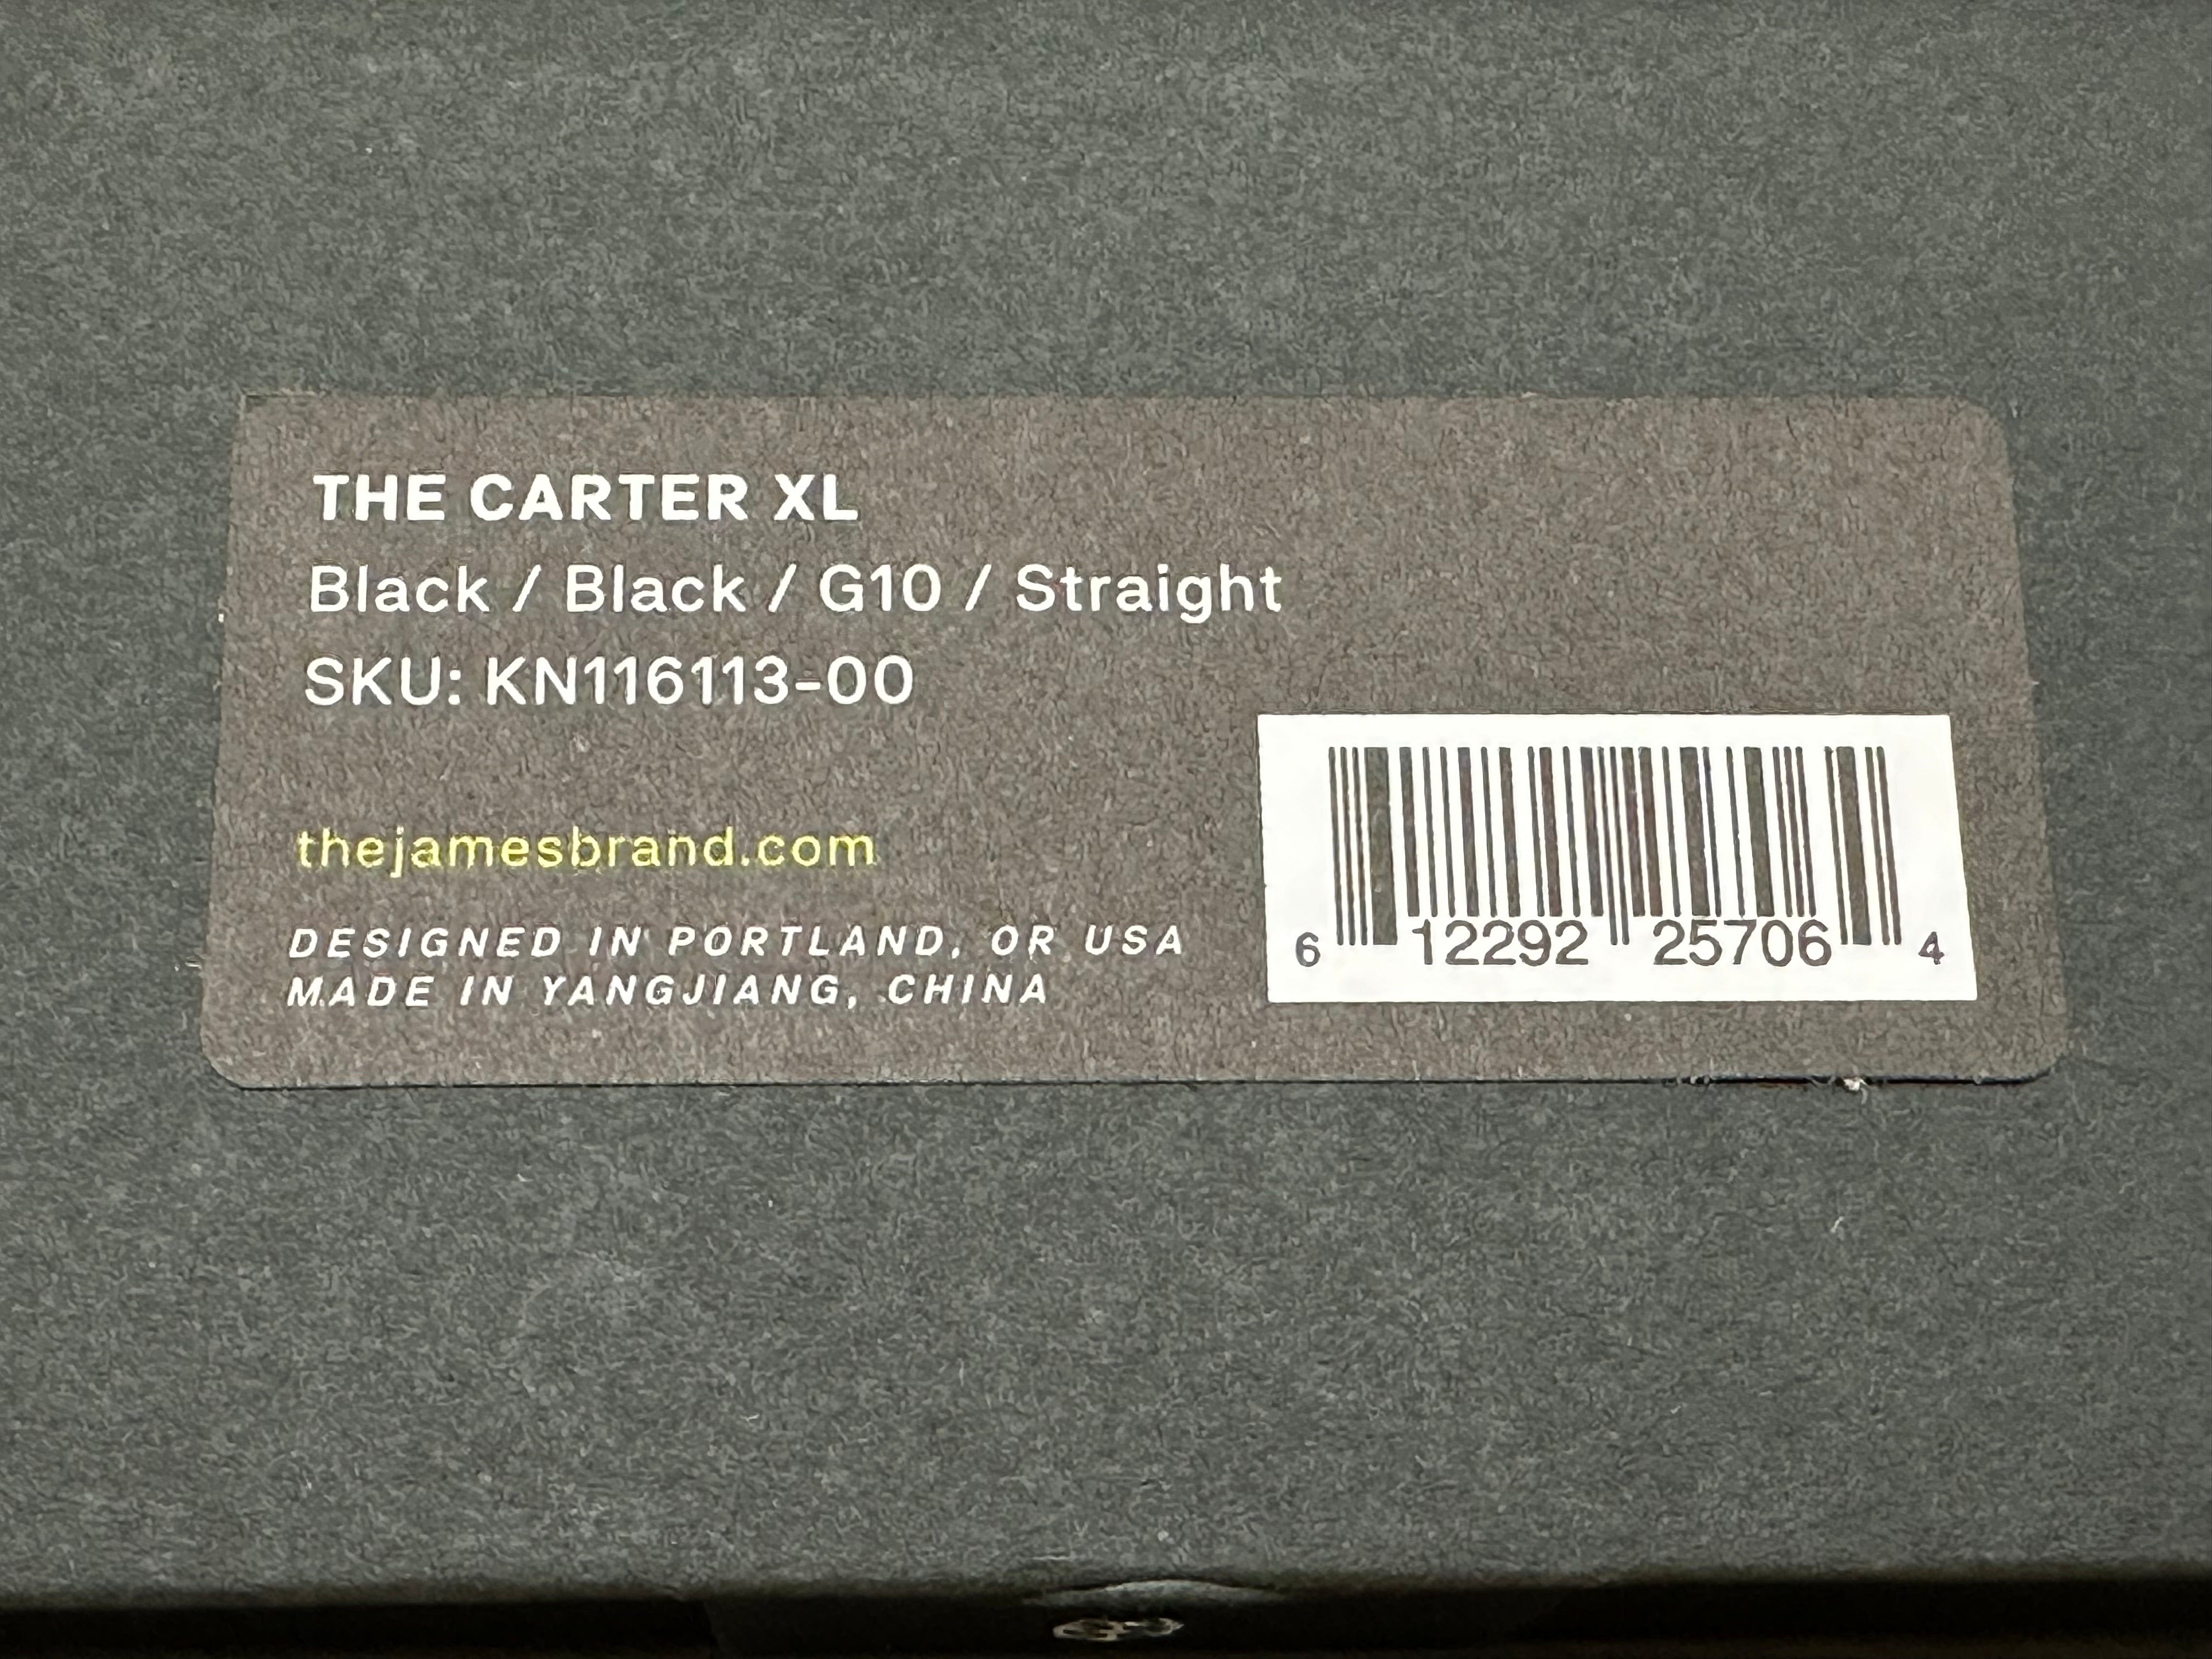 THE CARTER XL
Black / Black / G10 / Straight
SKU: KN116113-00
thejamesbrand.com
DESIGNED IN PORTLAND, OR USA
MADE IN YANGJIANG, CHINA
6 12292 25706 4